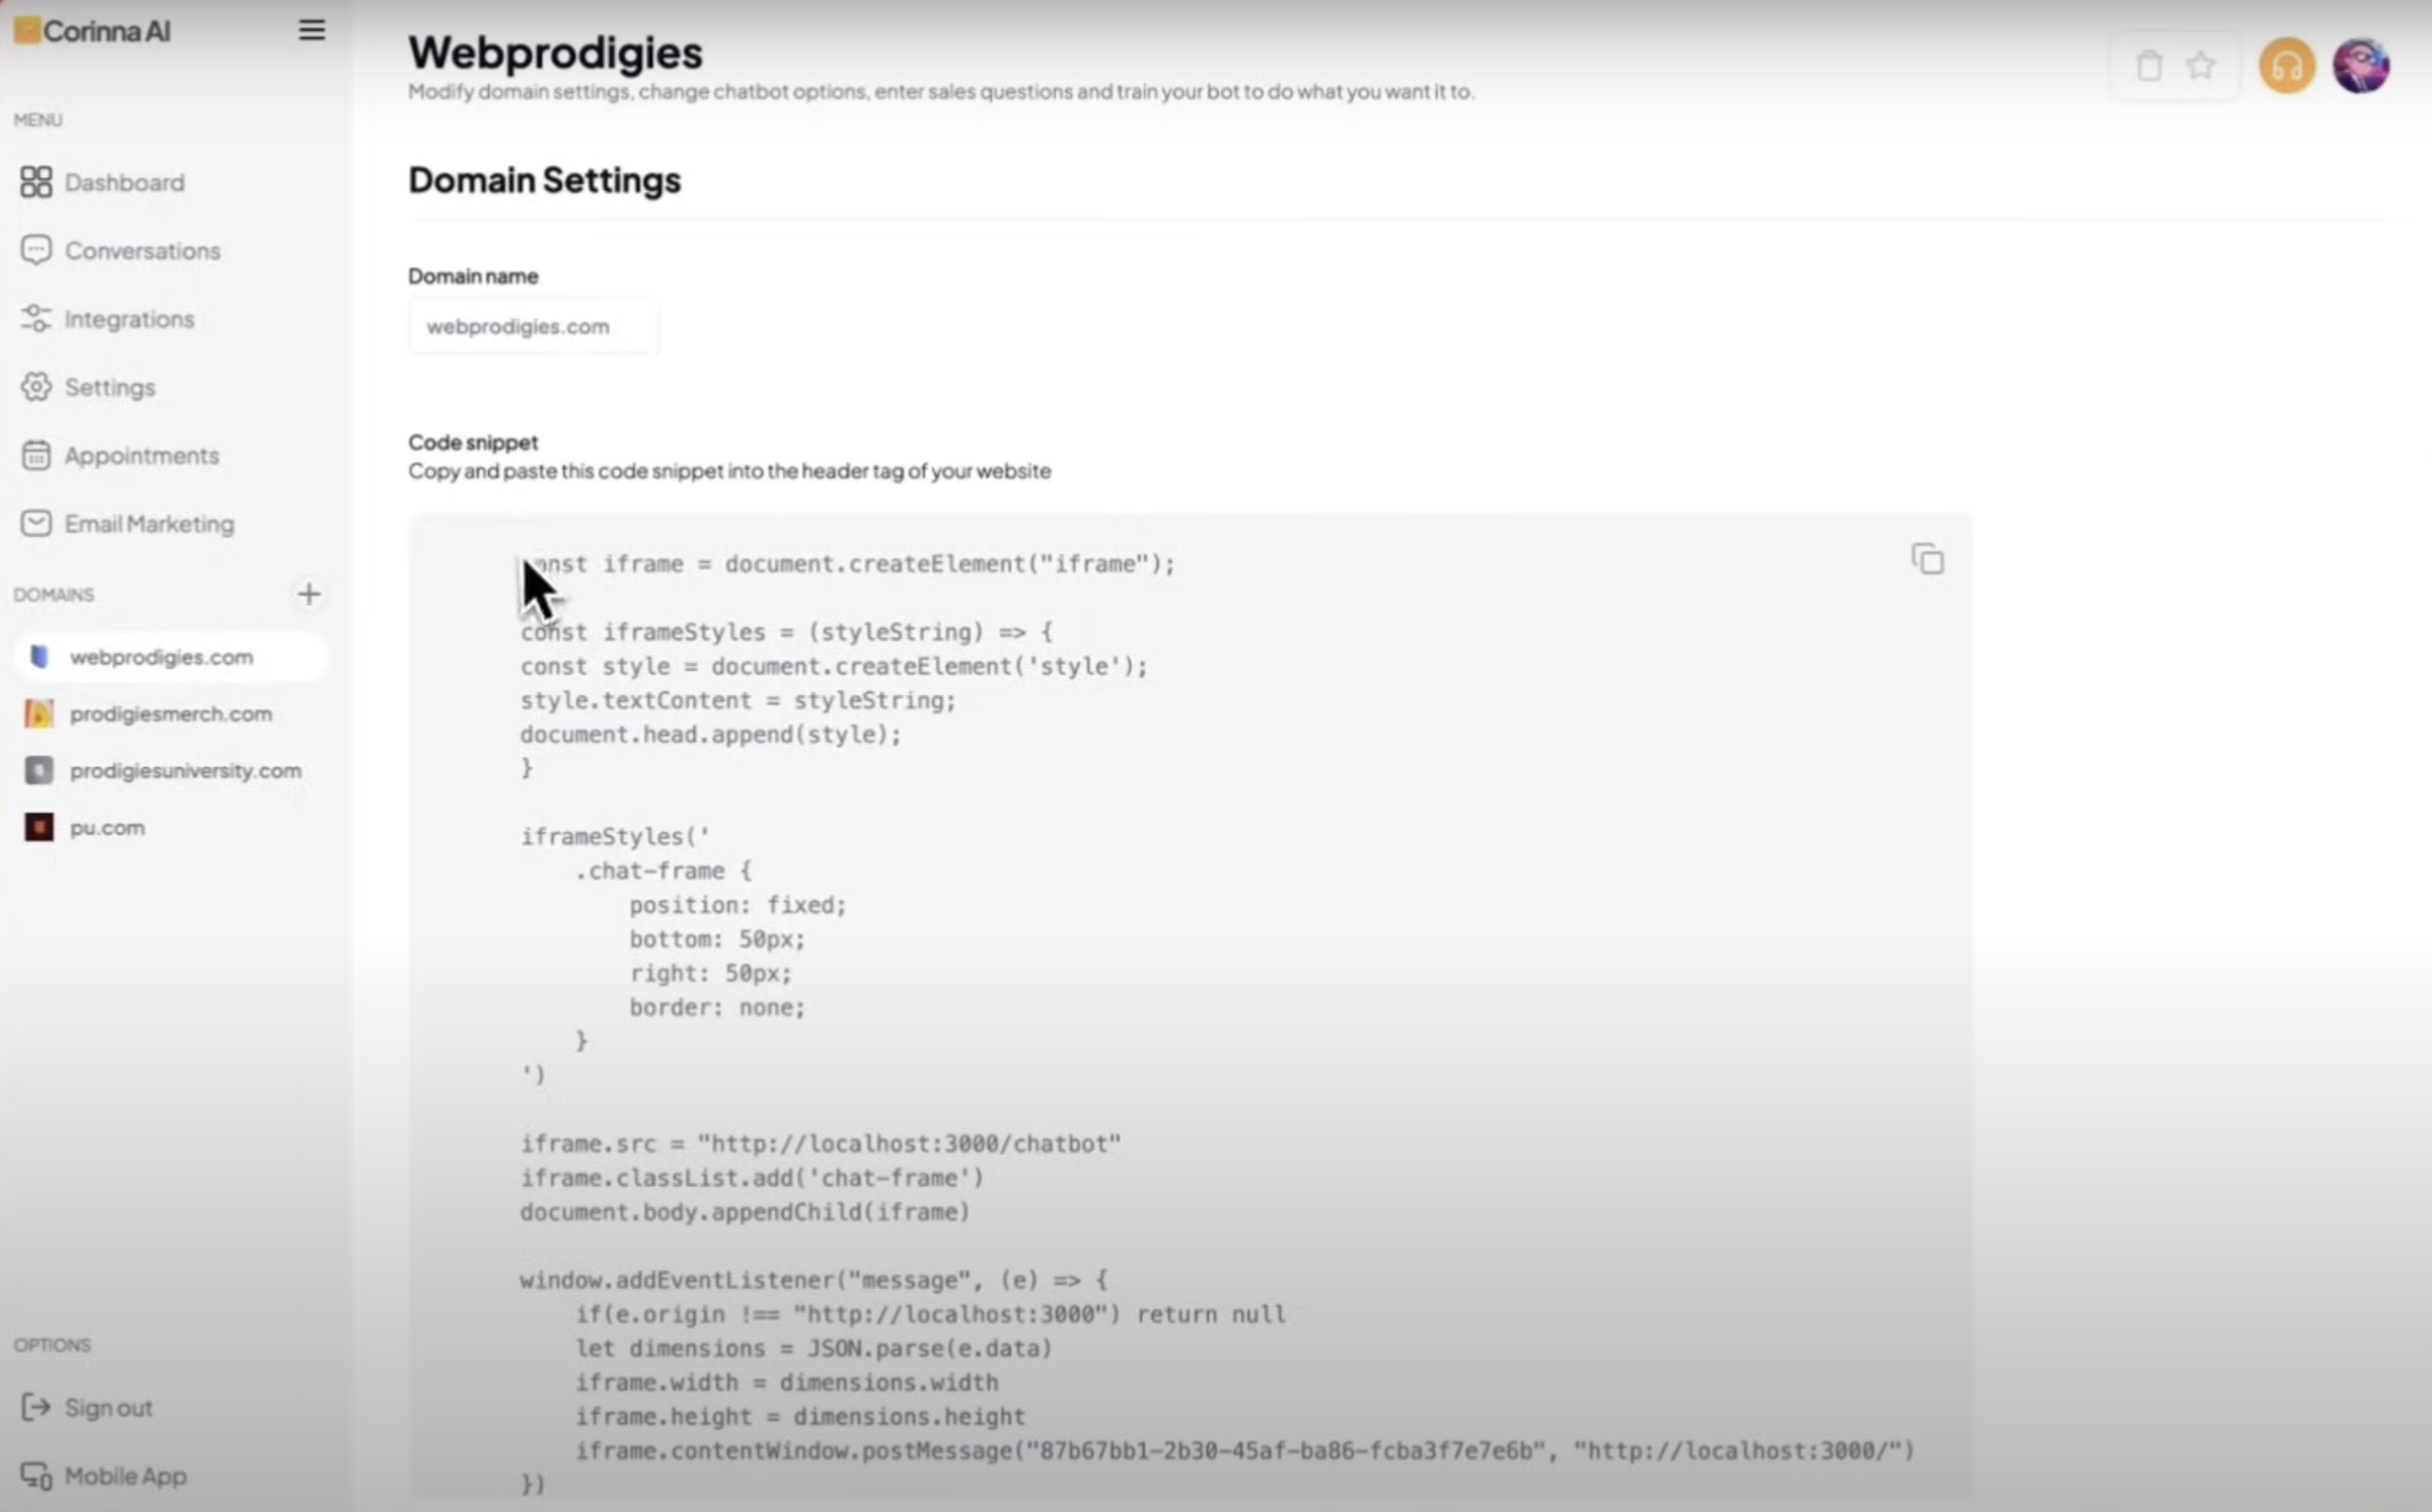 Corinna AI
MENU
Dashboard
Conversations
Integrations
Settings
Appointments
Email Marketing
DOMAINS
webprodigies.com
prodigiesmerch.com
prodigiesuniversity.com
pu.com
OPTIONS
Sign out
Mobile App
Webprodigies
Modify domain settings, change chatbot options, enter sales questions and train your bot to do what you want it to.
Domain Settings
Domain name
webprodigies.com
Code snippet
Copy and paste this code snippet into the header tag of your website
const iframe = document.createElement("iframe");
const iframeStyles = (styleString) => {
const style = document.createElement('style');
style.textContent = styleString;
document.head.append(style);
}
iframeStyles('
.chat-frame {
position: fixed;
bottom: 50px;
right: 50px;
border: none;
}
')
iframe.src = "http://localhost:3000/chatbot"
iframe.classList.add('chat-frame')
document.body.appendChild(iframe)
window.addEventListener("message", (e) => {
if(e.origin !== "http://localhost:3000") return null
let dimensions = JSON.parse(e.data)
iframe.width = dimensions.width
iframe.height = dimensions.height
iframe.contentWindow.postMessage("87b67bb1-2b30-45af-ba86-fcba3f7e7e6b", "http://localhost:3000/")
})